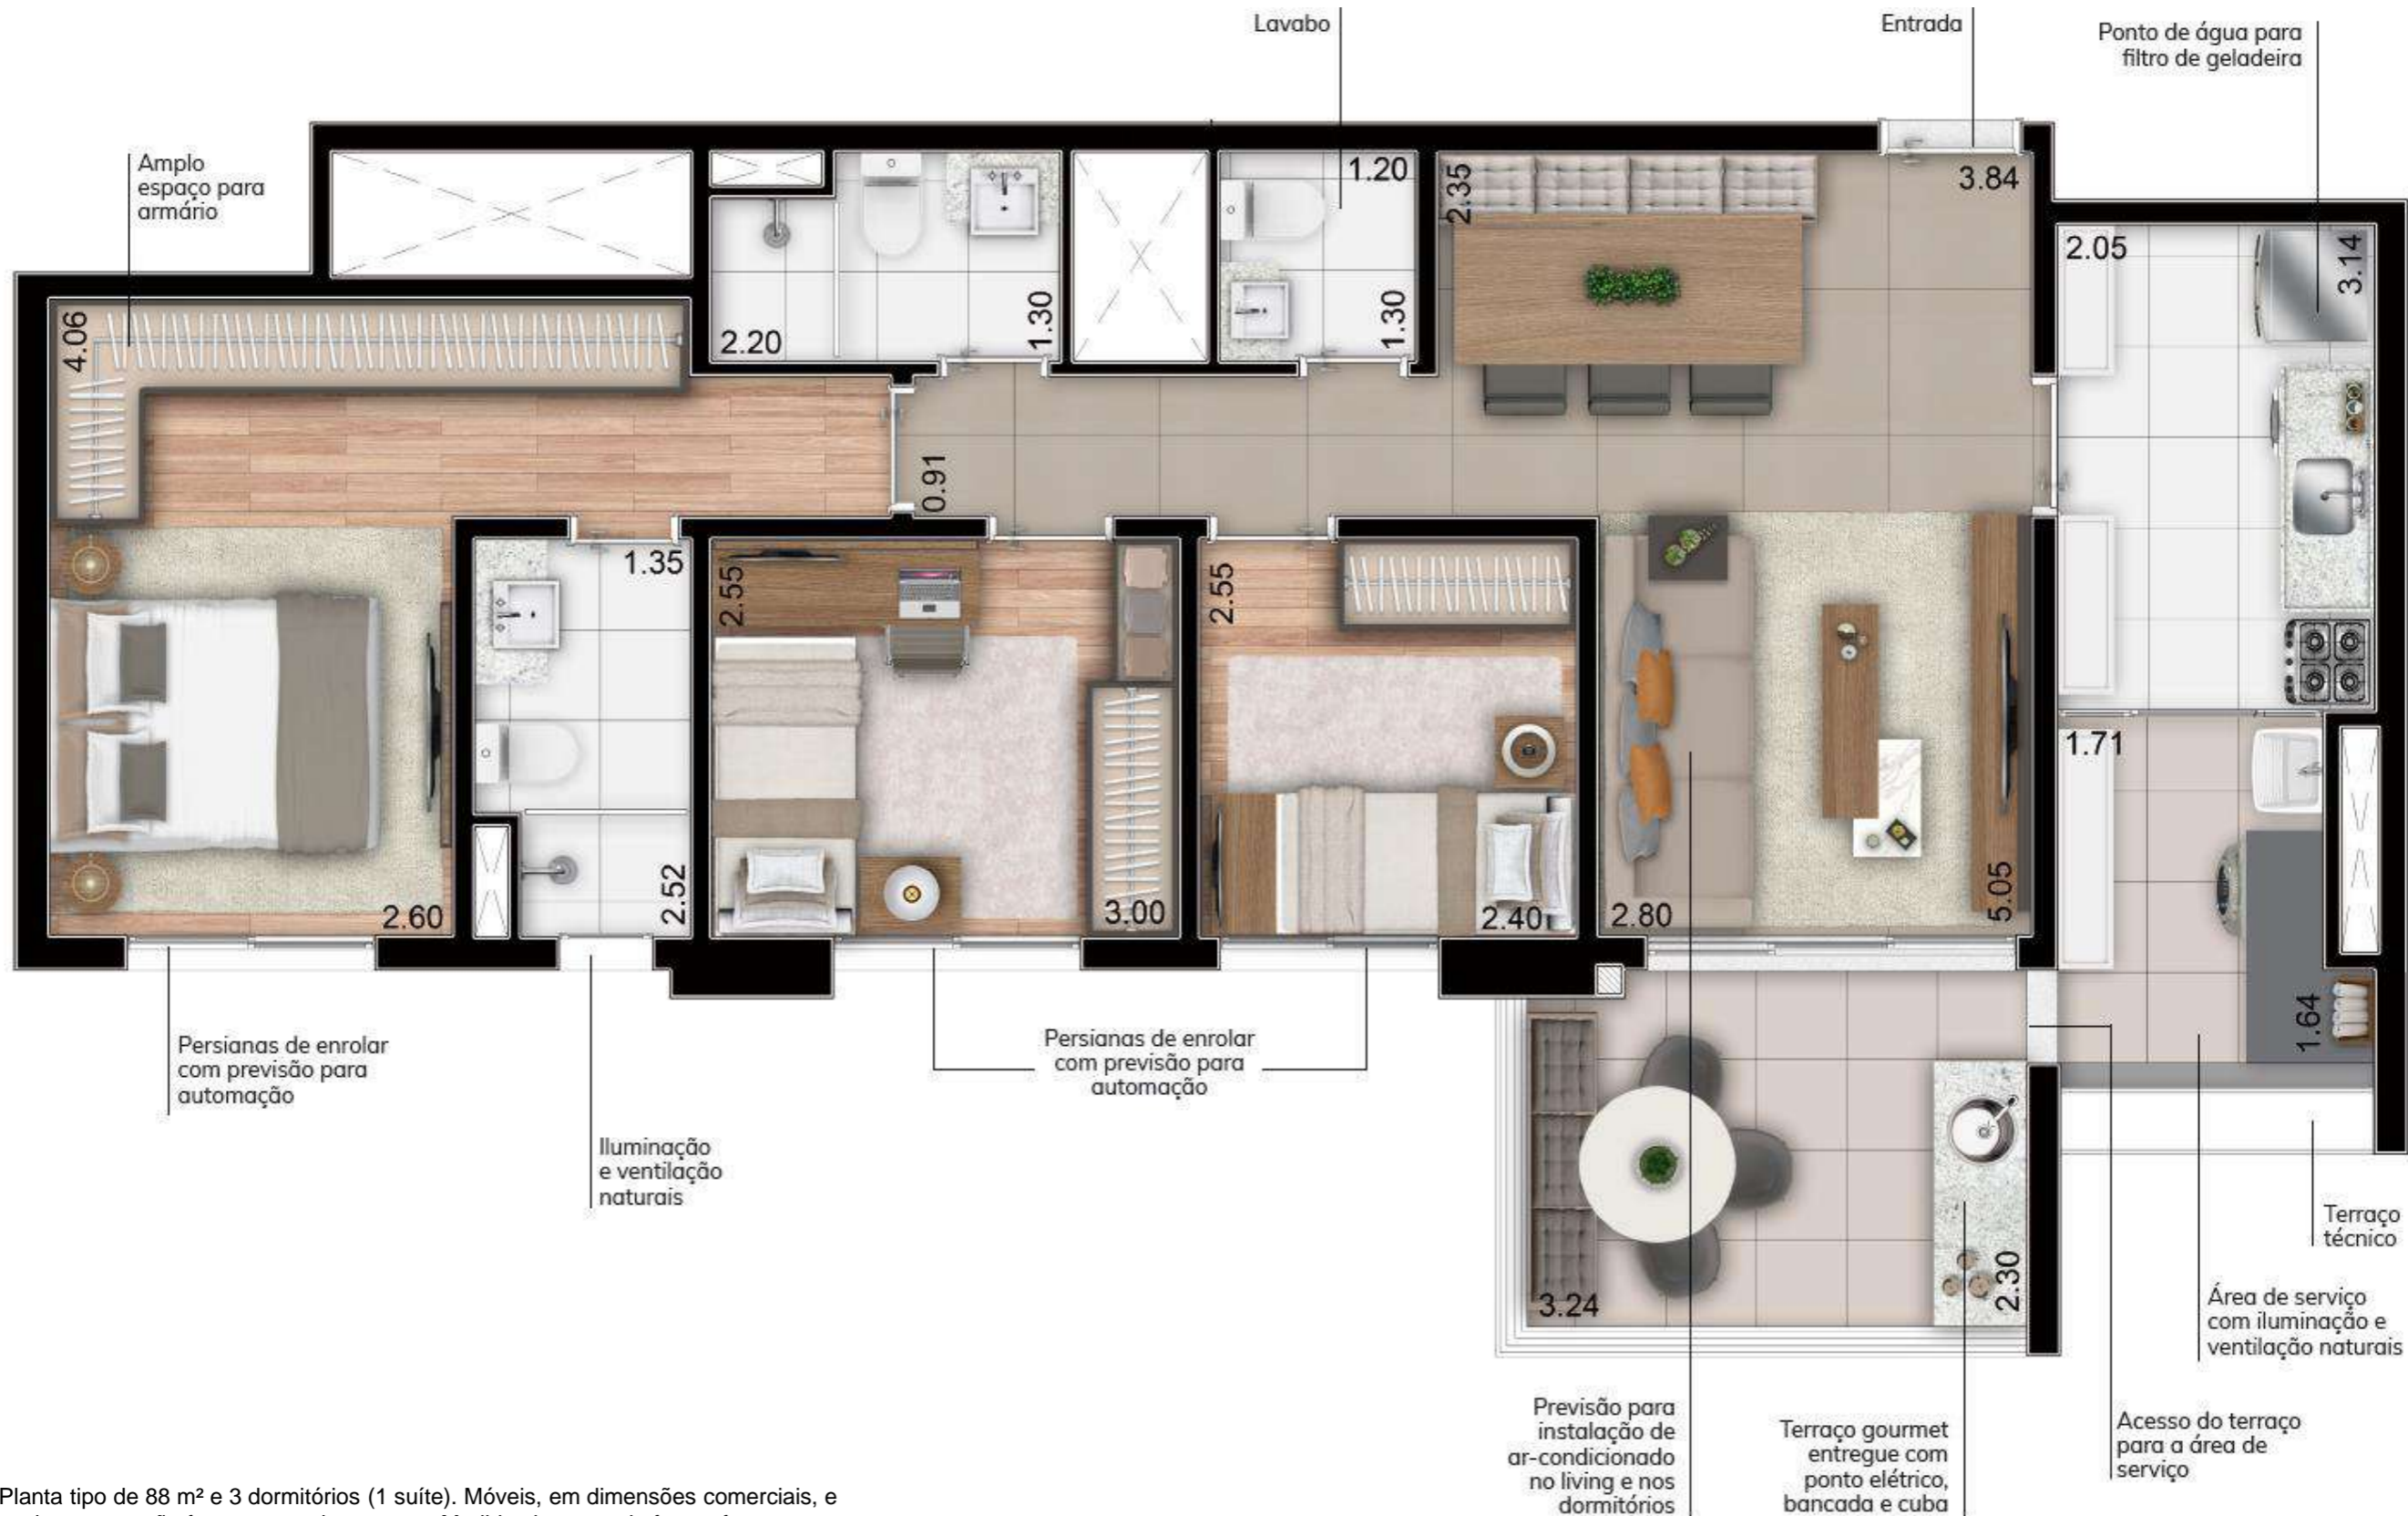 Lavabo
Entrada
Ponto de água para
filtro de geladeira
Amplo
espaço para
armário
1.20
2.35
3.84
2.05
3.14
4.06
2.20
1.30
1.30
0.91
1.35
2.55
2.55
1.71
2.60
2.52
3.00
2.40
2.80
5.05
1.64
Persianas de enrolar
com previsão para
automação
Persianas de enrolar
com previsão para
automação
Iluminação
e ventilação
naturais
3.24
2.30
Terraço
técnico
Área de serviço
com iluminação e
ventilação naturais
Previsão para
instalação de
ar-condicionado
no living e nos
dormitórios
Terraço gourmet
entregue com
ponto elétrico,
bancada e cuba
Acesso do terraço
para a área de
serviço
Planta tipo de 88 m² e 3 dormitórios (1 suíte). Móveis, em dimensões comerciais, e